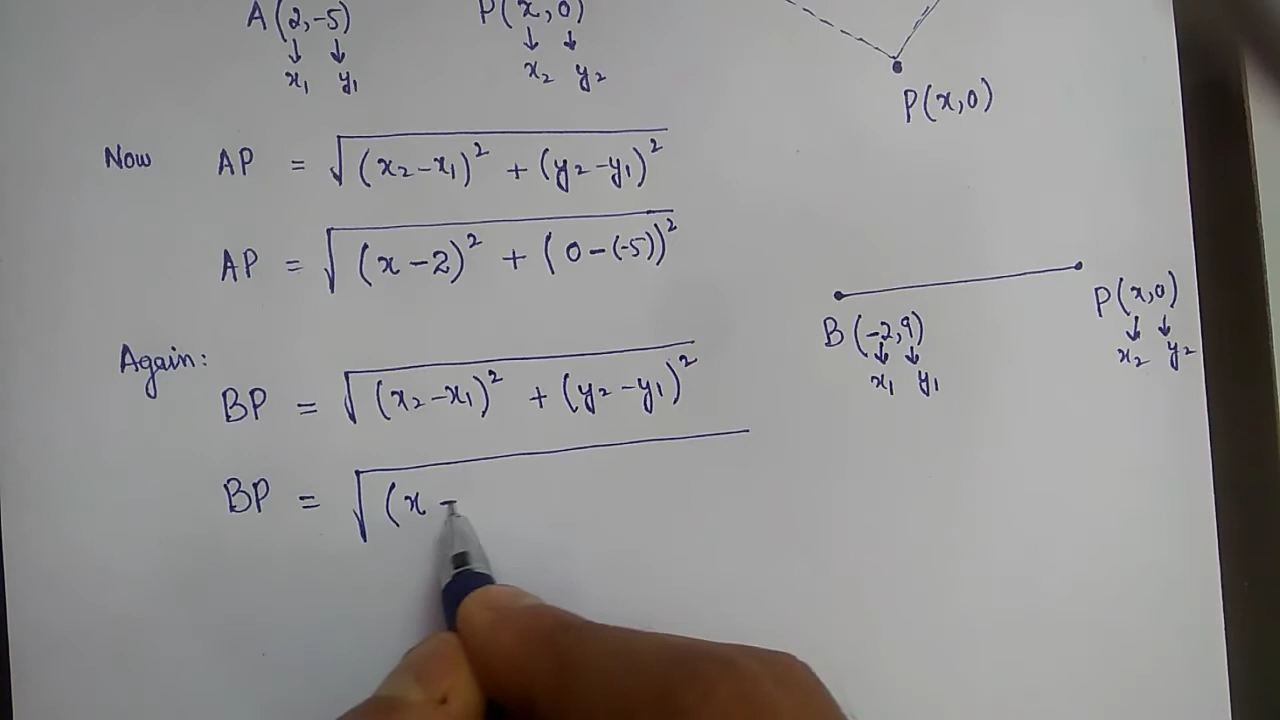 A(2,-5) P(x,0)
↓ ↓ ↓ ↓
x₁ y₁ x₂ y₂
P(x,0)
Now AP = √(x₂-x₁)² + (y₂-y₁)²
AP = √(x-2)² + (0-(-5))²
B(-2,9) P(x,0)
↓ ↓ ↓ ↓
x₁ y₁ x₂ y₂
Again:
BP = √(x₂-x₁)² + (y₂-y₁)²
BP = √(x -